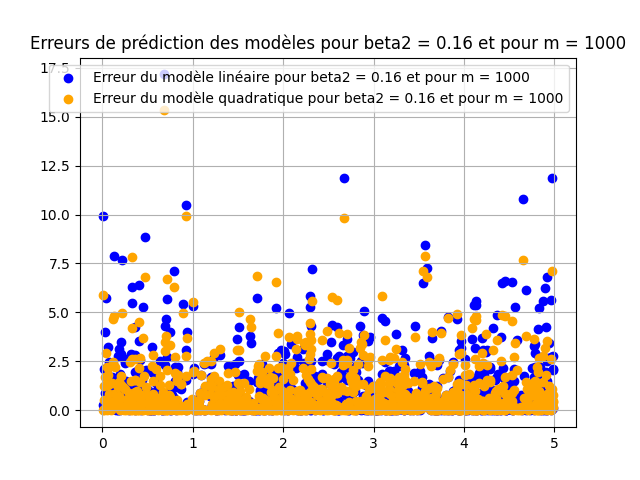 Erreurs de prédiction des modèles pour beta2 = 0.16 et pour m = 1000
17.5
Erreur du modèle linéaire pour beta2 = 0.16 et pour m = 1000
Erreur du modèle quadratique pour beta2 = 0.16 et pour m = 1000
15.0
12.5
10.0
7.5
5.0
2.5
0.0
0 1 2 3 4 5